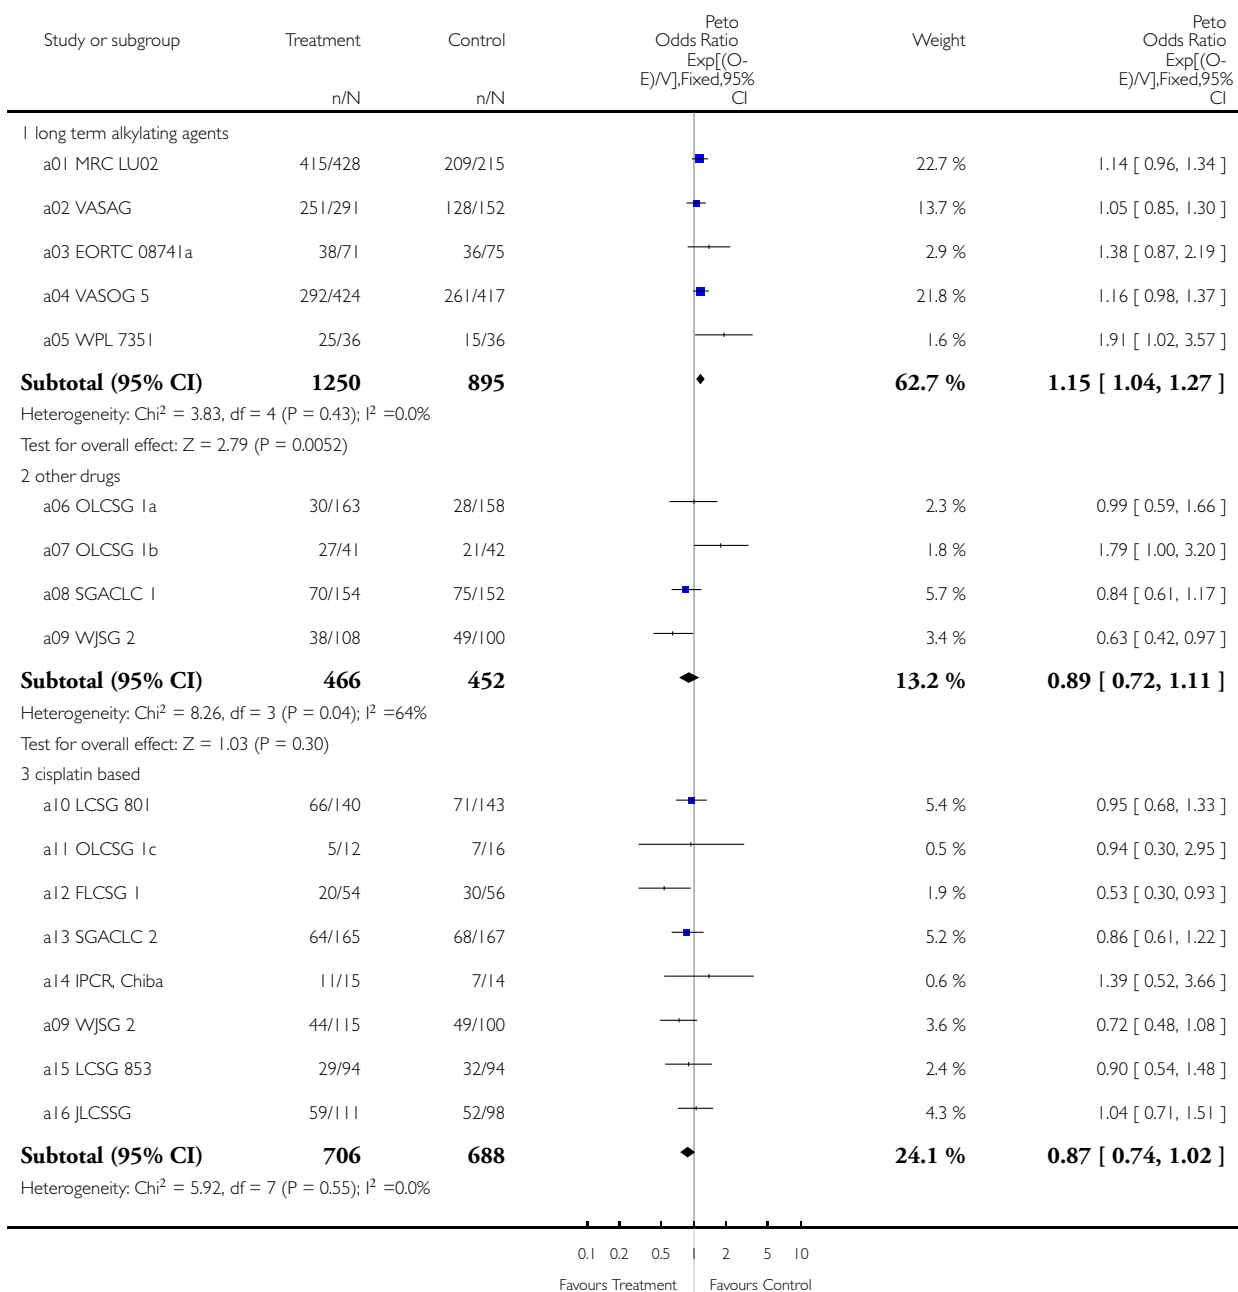 Study or subgroup Treatment Control Peto Odds Ratio Exp[(O-E)/V],Fixed,95% CI Weight Peto Odds Ratio Exp[(O-E)/V],Fixed,95% CI
n/N n/N
1 long term alkylating agents
a01 MRC LU02 415/428 209/215 22.7 % 1.14 [ 0.96, 1.34 ]
a02 VASAG 251/291 128/152 13.7 % 1.05 [ 0.85, 1.30 ]
a03 EORTC 08741a 38/71 36/75 2.9 % 1.38 [ 0.87, 2.19 ]
a04 VASOG 5 292/424 261/417 21.8 % 1.16 [ 0.98, 1.37 ]
a05 WPL 7351 25/36 15/36 1.6 % 1.91 [ 1.02, 3.57 ]
Subtotal (95% CI) 1250 895 62.7 % 1.15 [ 1.04, 1.27 ]
Heterogeneity: Chi² = 3.83, df = 4 (P = 0.43); I² =0.0%
Test for overall effect: Z = 2.79 (P = 0.0052)
2 other drugs
a06 OLCSG 1a 30/163 28/158 2.3 % 0.99 [ 0.59, 1.66 ]
a07 OLCSG 1b 27/41 21/42 1.8 % 1.79 [ 1.00, 3.20 ]
a08 SGACLC 1 70/154 75/152 5.7 % 0.84 [ 0.61, 1.17 ]
a09 WJSG 2 38/108 49/100 3.4 % 0.63 [ 0.42, 0.97 ]
Subtotal (95% CI) 466 452 13.2 % 0.89 [ 0.72, 1.11 ]
Heterogeneity: Chi² = 8.26, df = 3 (P = 0.04); I² =64%
Test for overall effect: Z = 1.03 (P = 0.30)
3 cisplatin based
a10 LCSG 801 66/140 71/143 5.4 % 0.95 [ 0.68, 1.33 ]
a11 OLCSG 1c 5/12 7/16 0.5 % 0.94 [ 0.30, 2.95 ]
a12 FLCSG 1 20/54 30/56 1.9 % 0.53 [ 0.30, 0.93 ]
a13 SGACLC 2 64/165 68/167 5.2 % 0.86 [ 0.61, 1.22 ]
a14 IPCR, Chiba 11/15 7/14 0.6 % 1.39 [ 0.52, 3.66 ]
a09 WJSG 2 44/115 49/100 3.6 % 0.72 [ 0.48, 1.08 ]
a15 LCSG 853 29/94 32/94 2.4 % 0.90 [ 0.54, 1.48 ]
a16 JLCSSG 59/111 52/98 4.3 % 1.04 [ 0.71, 1.51 ]
Subtotal (95% CI) 706 688 24.1 % 0.87 [ 0.74, 1.02 ]
Heterogeneity: Chi² = 5.92, df = 7 (P = 0.55); I² =0.0%
0.1 0.2 0.5 1 2 5 10
Favours Treatment Favours Control